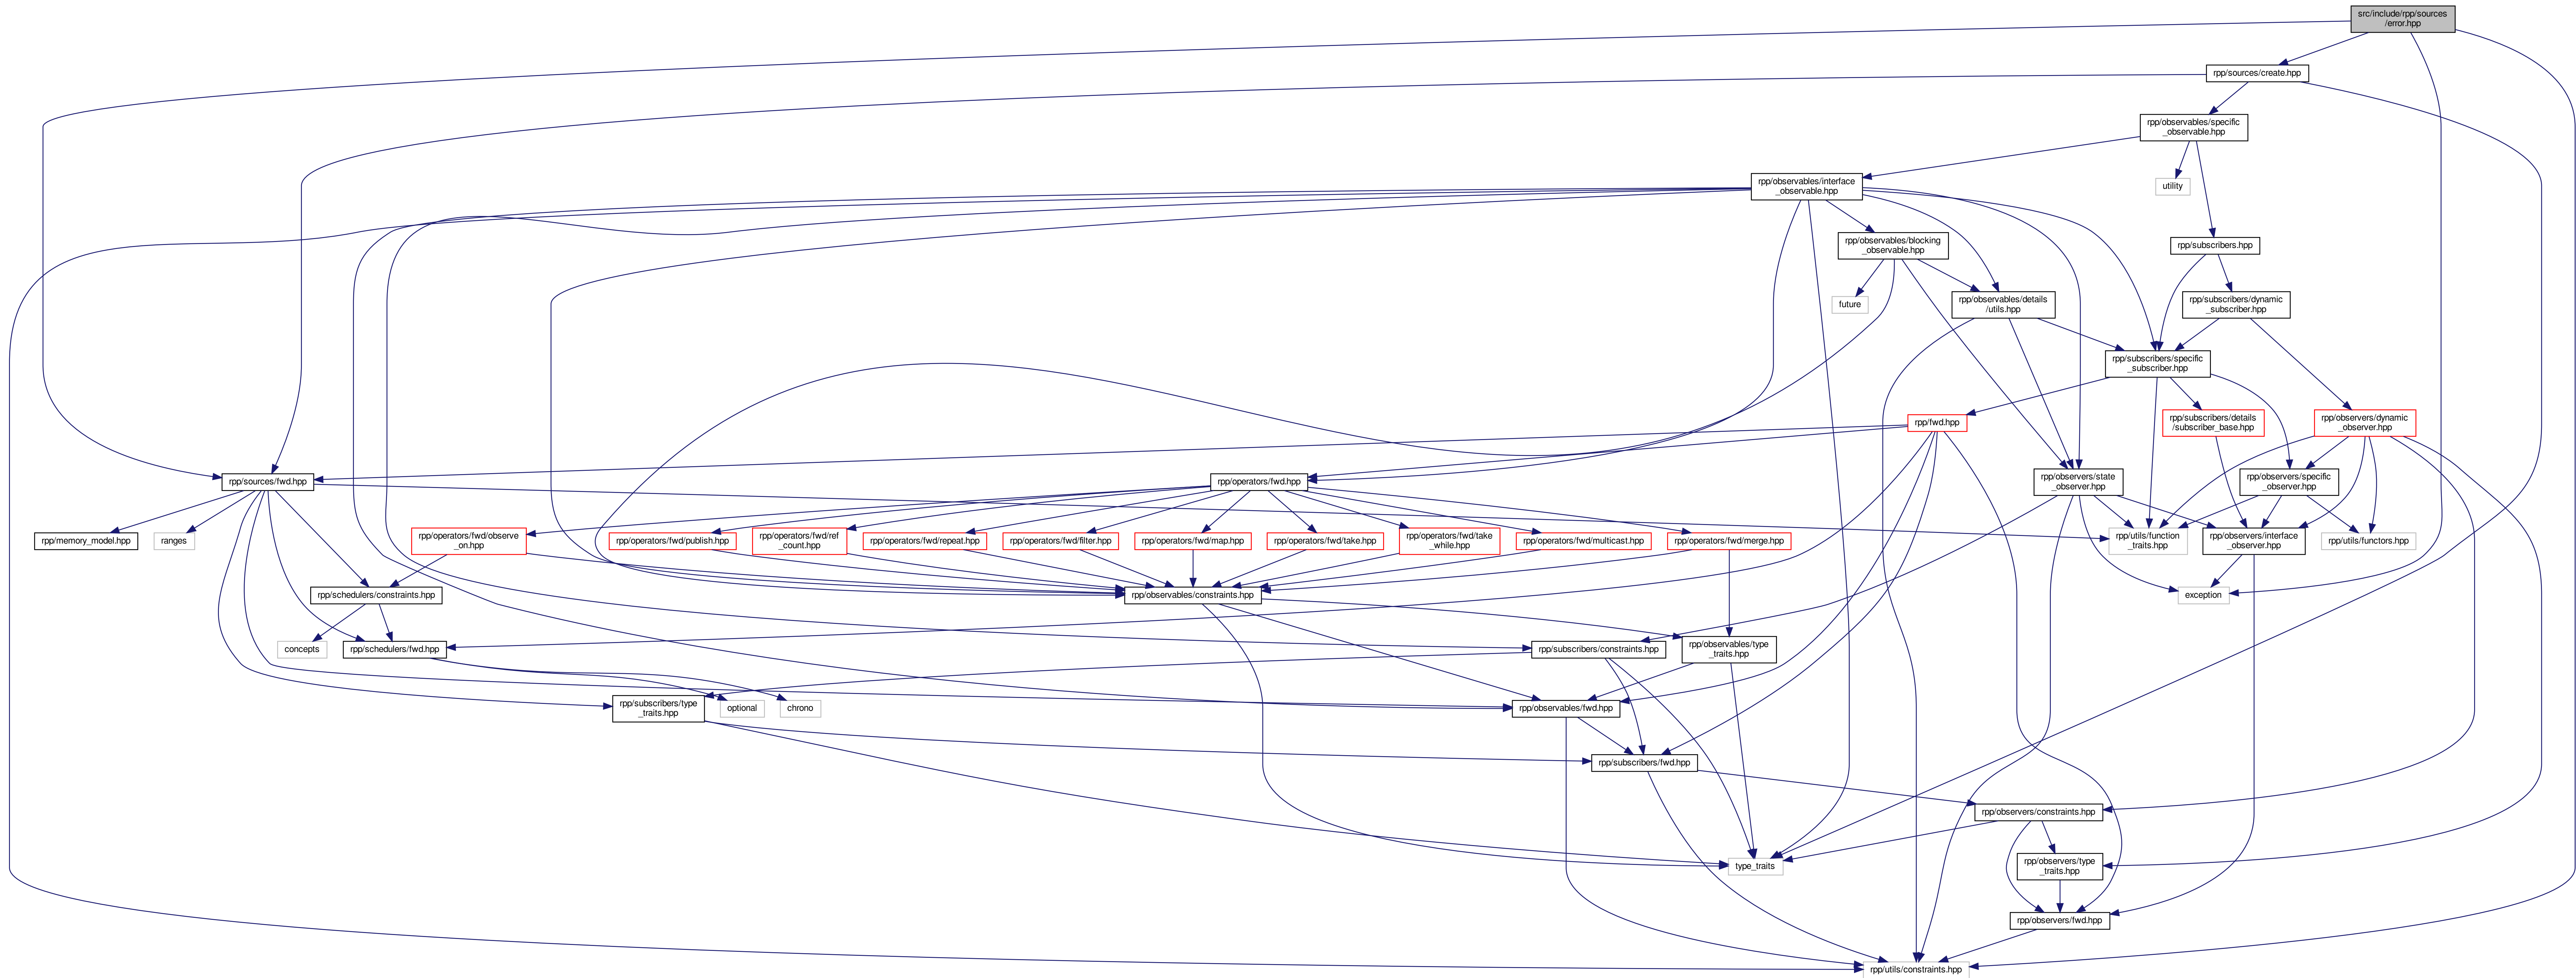 src/include/rpp/sources
/error.hpp
rpp/sources/create.hpp
rpp/observables/specific
_observable.hpp
rpp/observables/interface
_observable.hpp
utility
rpp/observables/blocking
_observable.hpp
rpp/subscribers.hpp
future
rpp/observables/details
/utils.hpp
rpp/subscribers/dynamic
_subscriber.hpp
rpp/subscribers/specific
_subscriber.hpp
rpp/fwd.hpp
rpp/subscribers/details
/subscriber_base.hpp
rpp/observers/dynamic
_observer.hpp
rpp/sources/fwd.hpp
rpp/operators/fwd.hpp
rpp/observers/state
_observer.hpp
rpp/observers/specific
_observer.hpp
rpp/memory_model.hpp
ranges
rpp/operators/fwd/observe
_on.hpp
rpp/operators/fwd/publish.hpp
rpp/operators/fwd/ref
_count.hpp
rpp/operators/fwd/repeat.hpp
rpp/operators/fwd/filter.hpp
rpp/operators/fwd/map.hpp
rpp/operators/fwd/take.hpp
rpp/operators/fwd/take
_while.hpp
rpp/operators/fwd/multicast.hpp
rpp/operators/fwd/merge.hpp
rpp/utils/function
_traits.hpp
rpp/observers/interface
_observer.hpp
rpp/utils/functors.hpp
rpp/schedulers/constraints.hpp
rpp/observables/constraints.hpp
exception
concepts
rpp/schedulers/fwd.hpp
rpp/subscribers/constraints.hpp
rpp/observables/type
_traits.hpp
rpp/subscribers/type
_traits.hpp
optional
chrono
rpp/observables/fwd.hpp
rpp/subscribers/fwd.hpp
rpp/observers/constraints.hpp
type_traits
rpp/observers/type
_traits.hpp
rpp/observers/fwd.hpp
rpp/utils/constraints.hpp